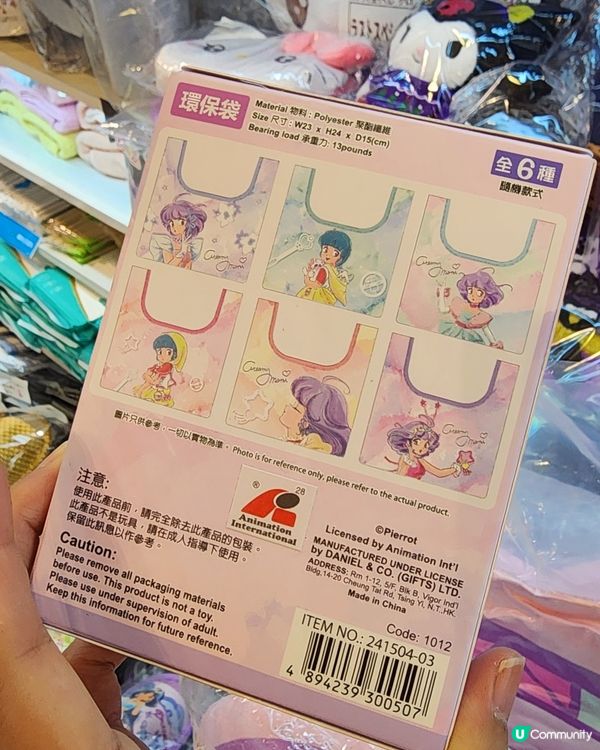 ラストスペシ
環保袋
Material 物料 : Polyester 聚酯纖維
Size 尺寸 : W23 x H24 x D15(cm)
Bearing load 承重力: 13pounds
全6種
隨機款式
Creamy Mami
Creamy Mami
Creamy Mami
Creamy Mami
圖片只供參考，一切以實物為準。 Photo is for reference only, please refer to the actual product.
注意:
使用此產品前，請完全除去此產品的包裝。
此產品不是玩具，請在成人指導下使用。
保留此訊息以作參考。
Caution:
Please remove all packaging materials
before use. This product is not a toy.
Please use under supervision of adult.
Keep this information for future reference.
28
Animation
International
©Pierrot
Licensed by Animation Int'l
MANUFACTURED UNDER LICENSE
by DANIEL & CO. (GIFTS) LTD.
ADDRESS: Rm 1-12, 5/F, Blk B, Vigor Ind'l
Bldg,14-20 Cheung Tat Rd, Tsing Yi, N.T.,HK.
Made in China
Code: 1012
ITEM NO.: 241504-03
4 894239 300507
U Community